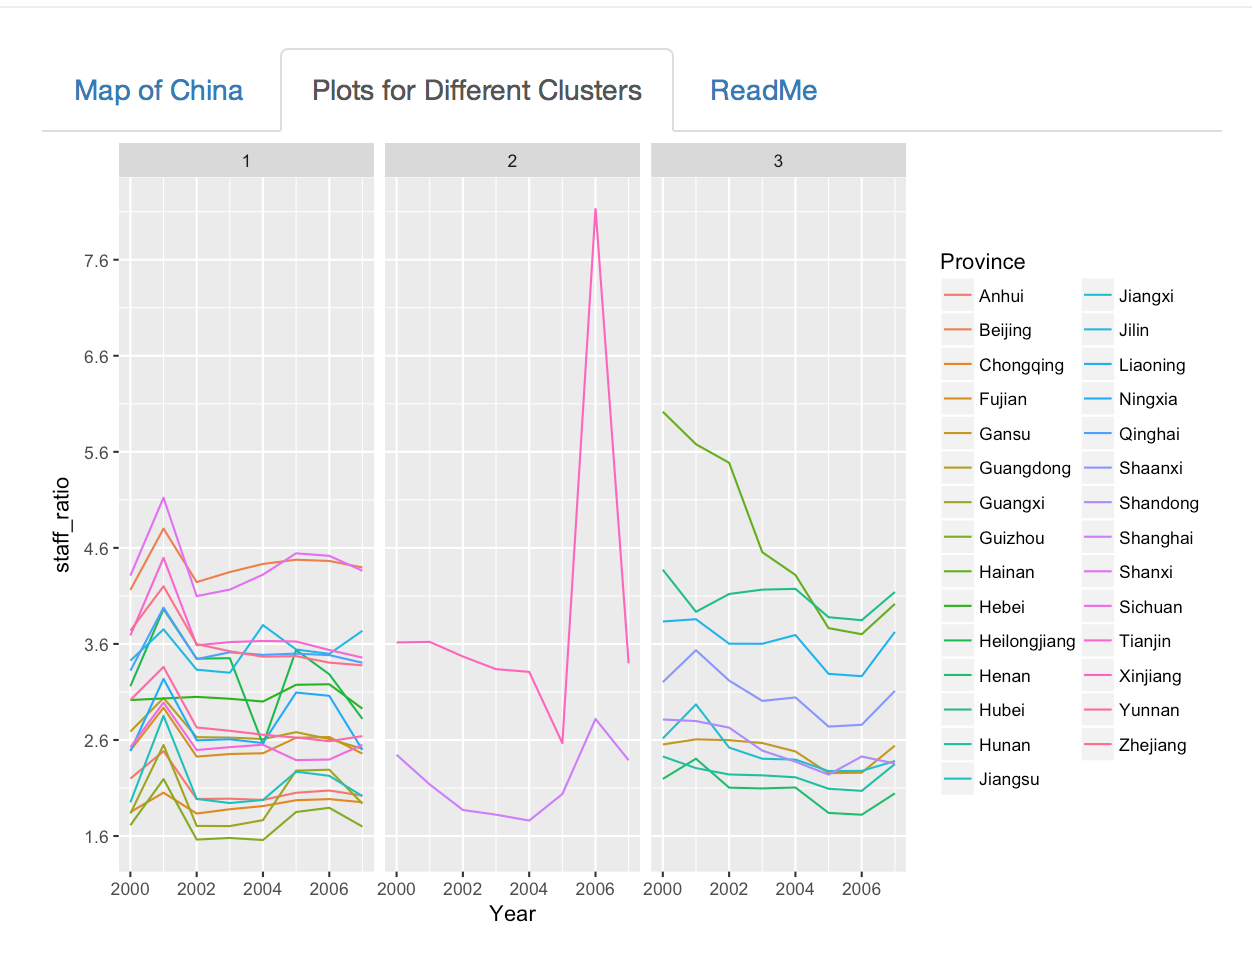 Map of China
Plots for Different Clusters
ReadMe
1
2
3
7.6
6.6
5.6
4.6
3.6
2.6
1.6
staff_ratio
2000 2002 2004 2006
2000 2002 2004 2006
2000 2002 2004 2006
Year
Province
Anhui
Beijing
Chongqing
Fujian
Gansu
Guangdong
Guangxi
Guizhou
Hainan
Hebei
Heilongjiang
Henan
Hubei
Hunan
Jiangsu
Jiangxi
Jilin
Liaoning
Ningxia
Qinghai
Shaanxi
Shandong
Shanghai
Shanxi
Sichuan
Tianjin
Xinjiang
Yunnan
Zhejiang